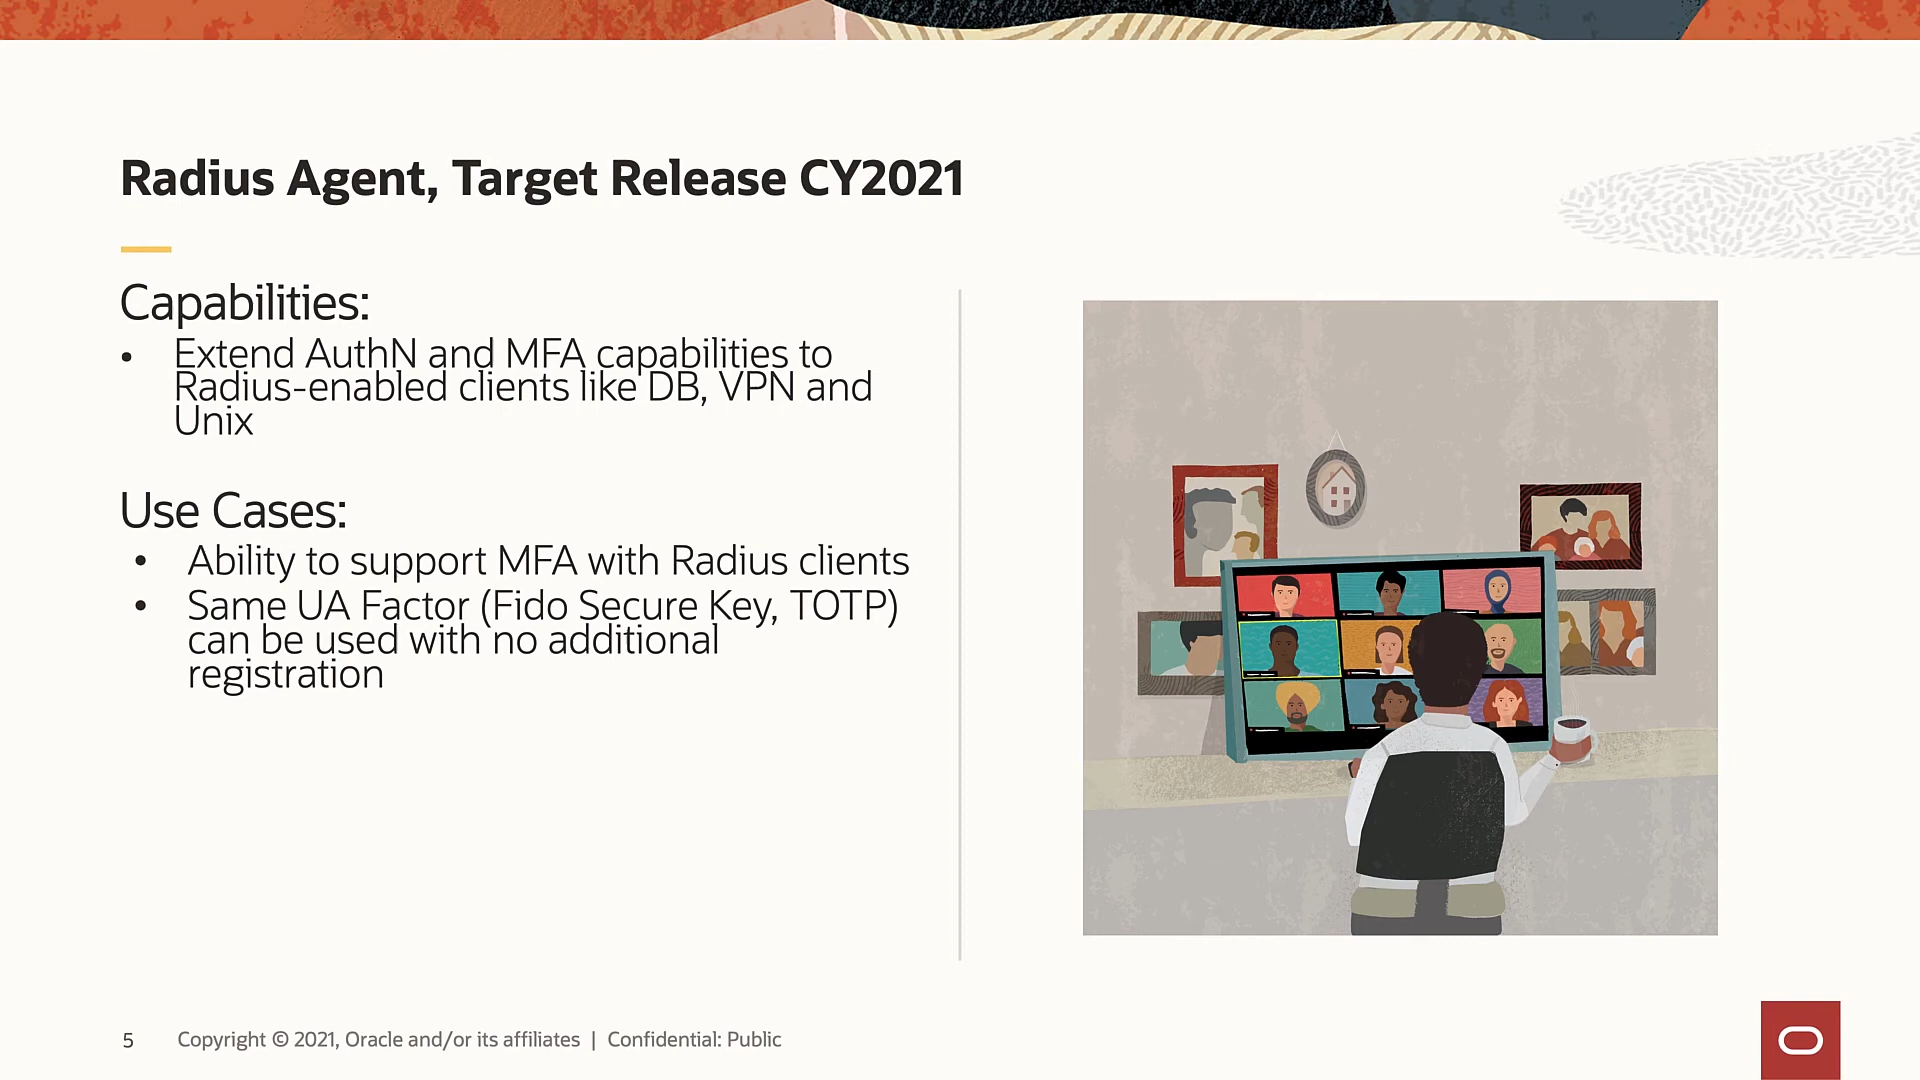 Radius Agent, Target Release CY2021
Capabilities:
• Extend AuthN and MFA capabilities to
Radius-enabled clients like DB, VPN and
Unix
Use Cases:
• Ability to support MFA with Radius clients
• Same UA Factor (Fido Secure Key, TOTP)
can be used with no additional
registration
5 Copyright © 2021, Oracle and/or its affiliates | Confidential: Public